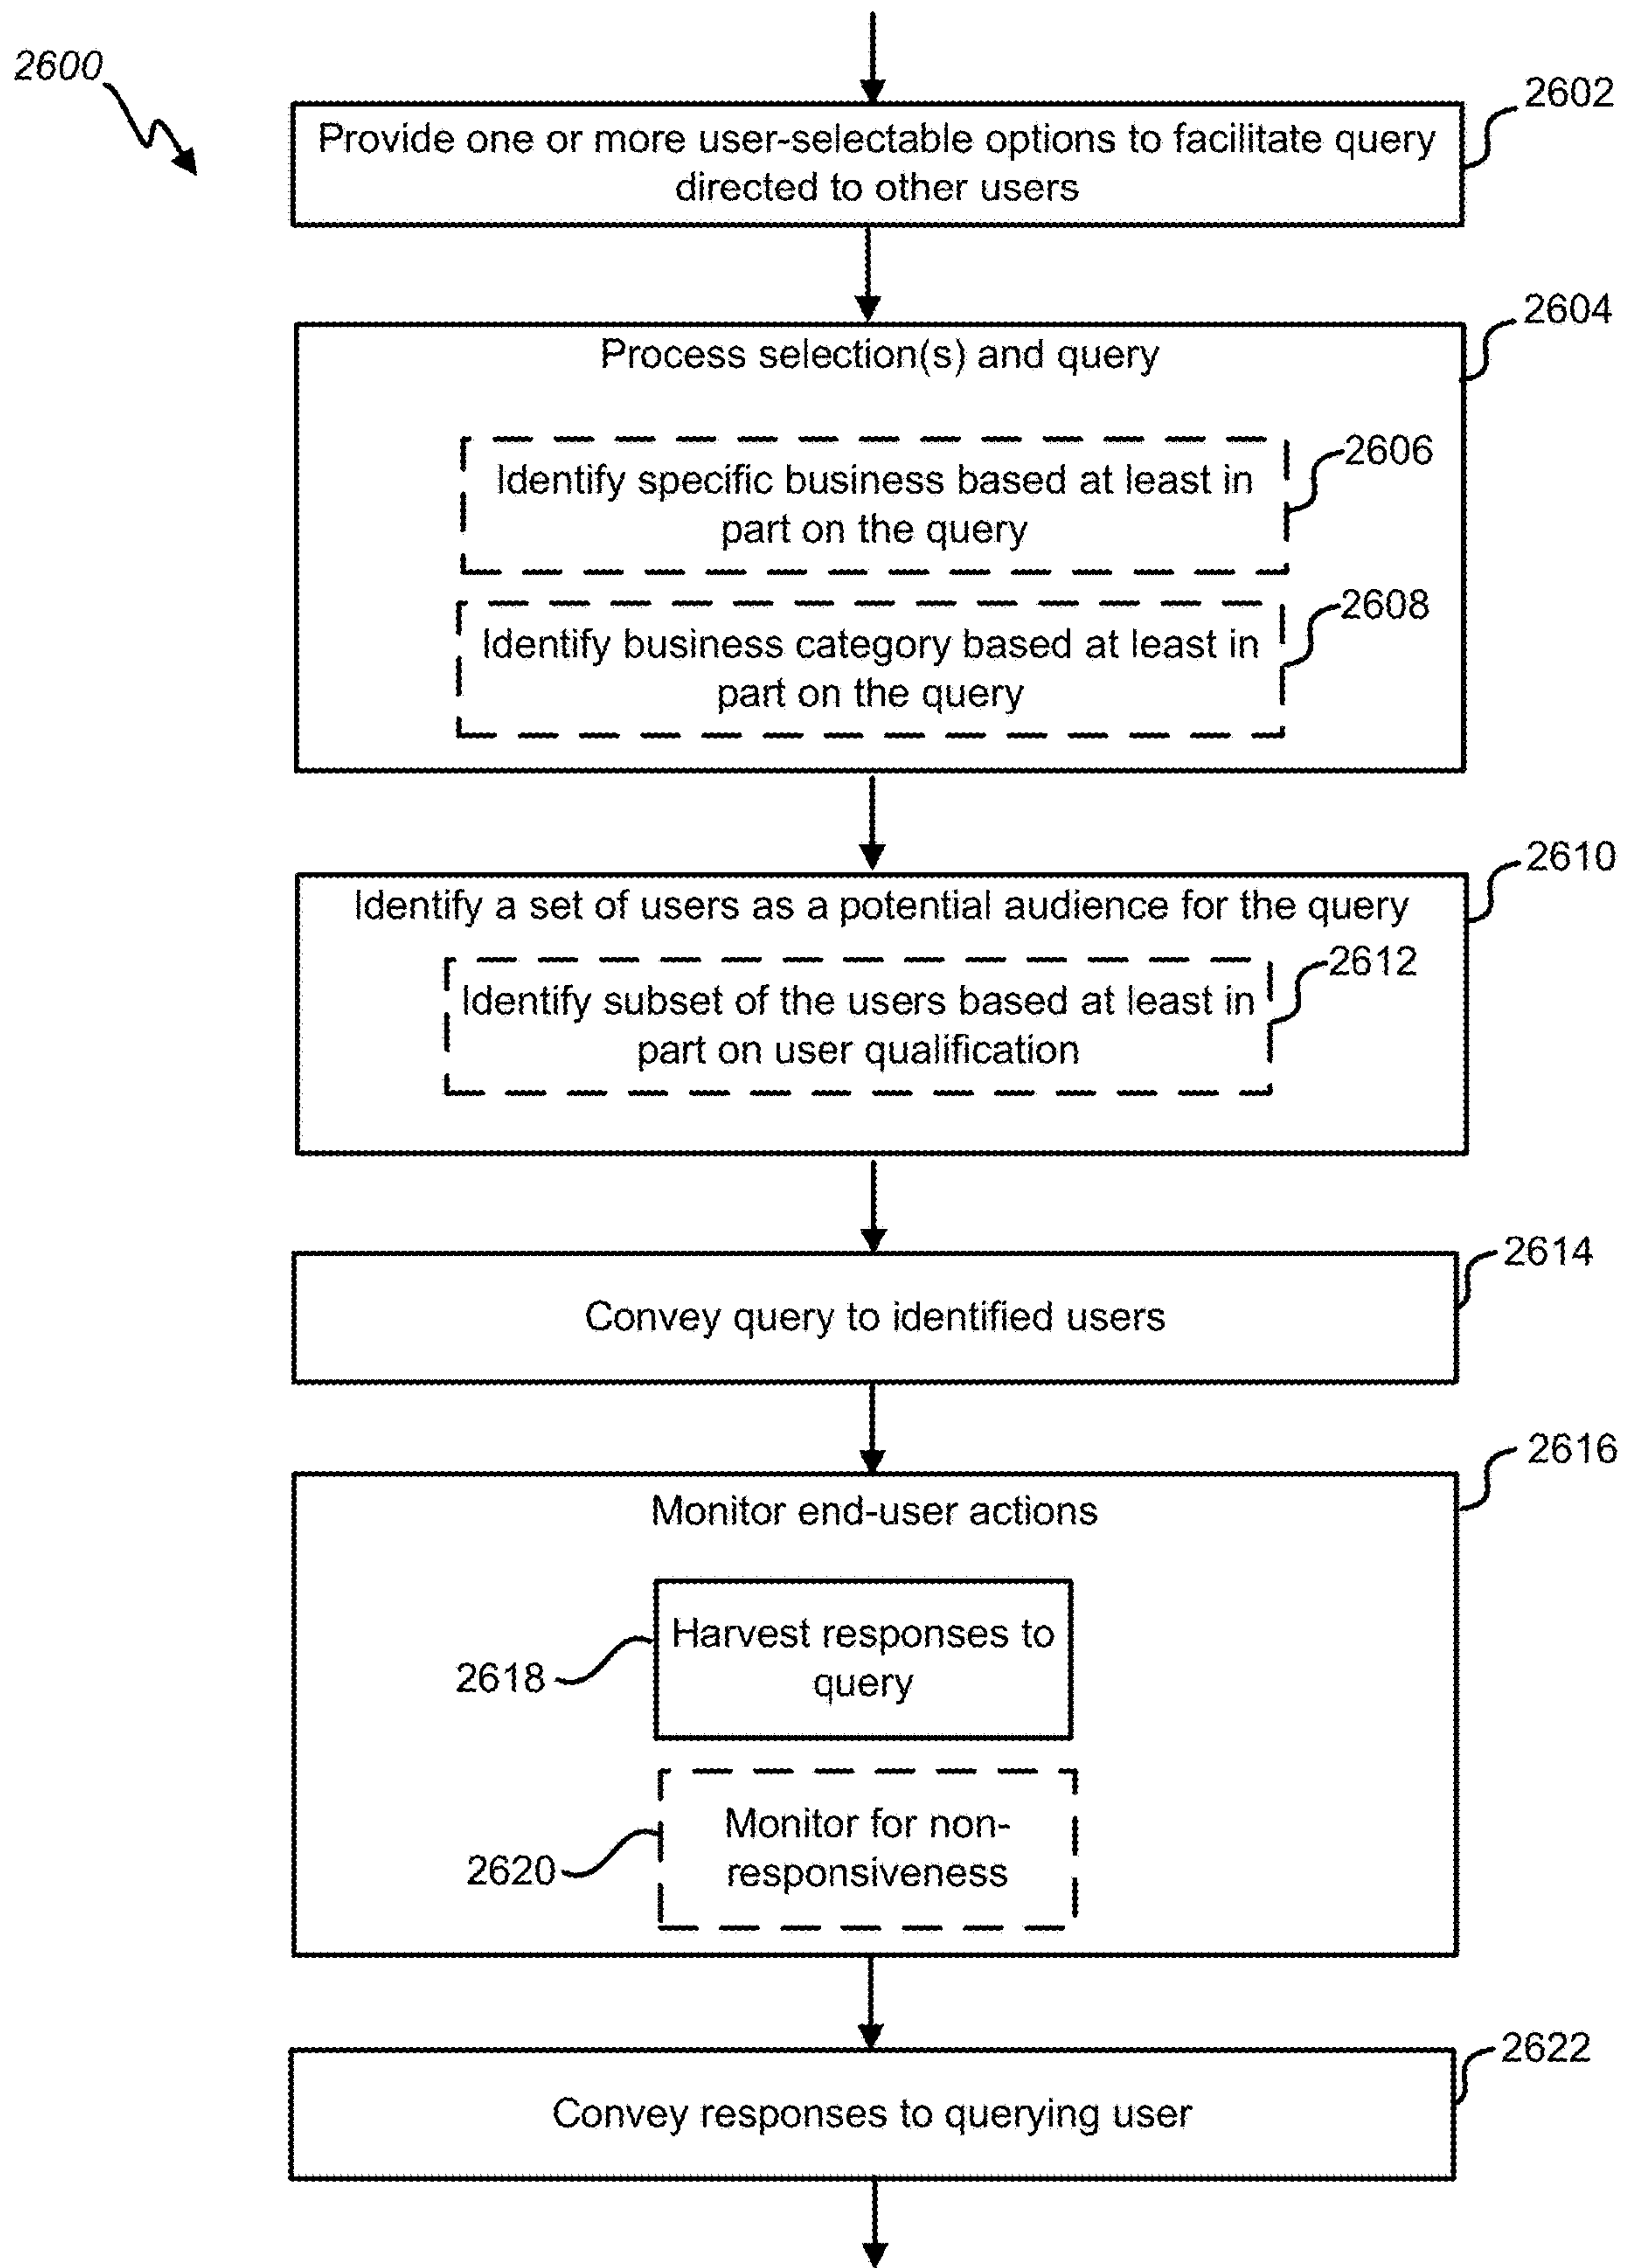 2600
2602
Provide one or more user-selectable options to facilitate query
directed to other users
2604
Process selection(s) and query
2606
Identify specific business based at least in
part on the query
2608
Identify business category based at least in
part on the query
2610
Identify a set of users as a potential audience for the query
2612
Identify subset of the users based at least in
part on user qualification
2614
Convey query to identified users
2616
Monitor end-user actions
Harvest responses to
query
2618
Monitor for non-
responsiveness
2620
2622
Convey responses to querying user